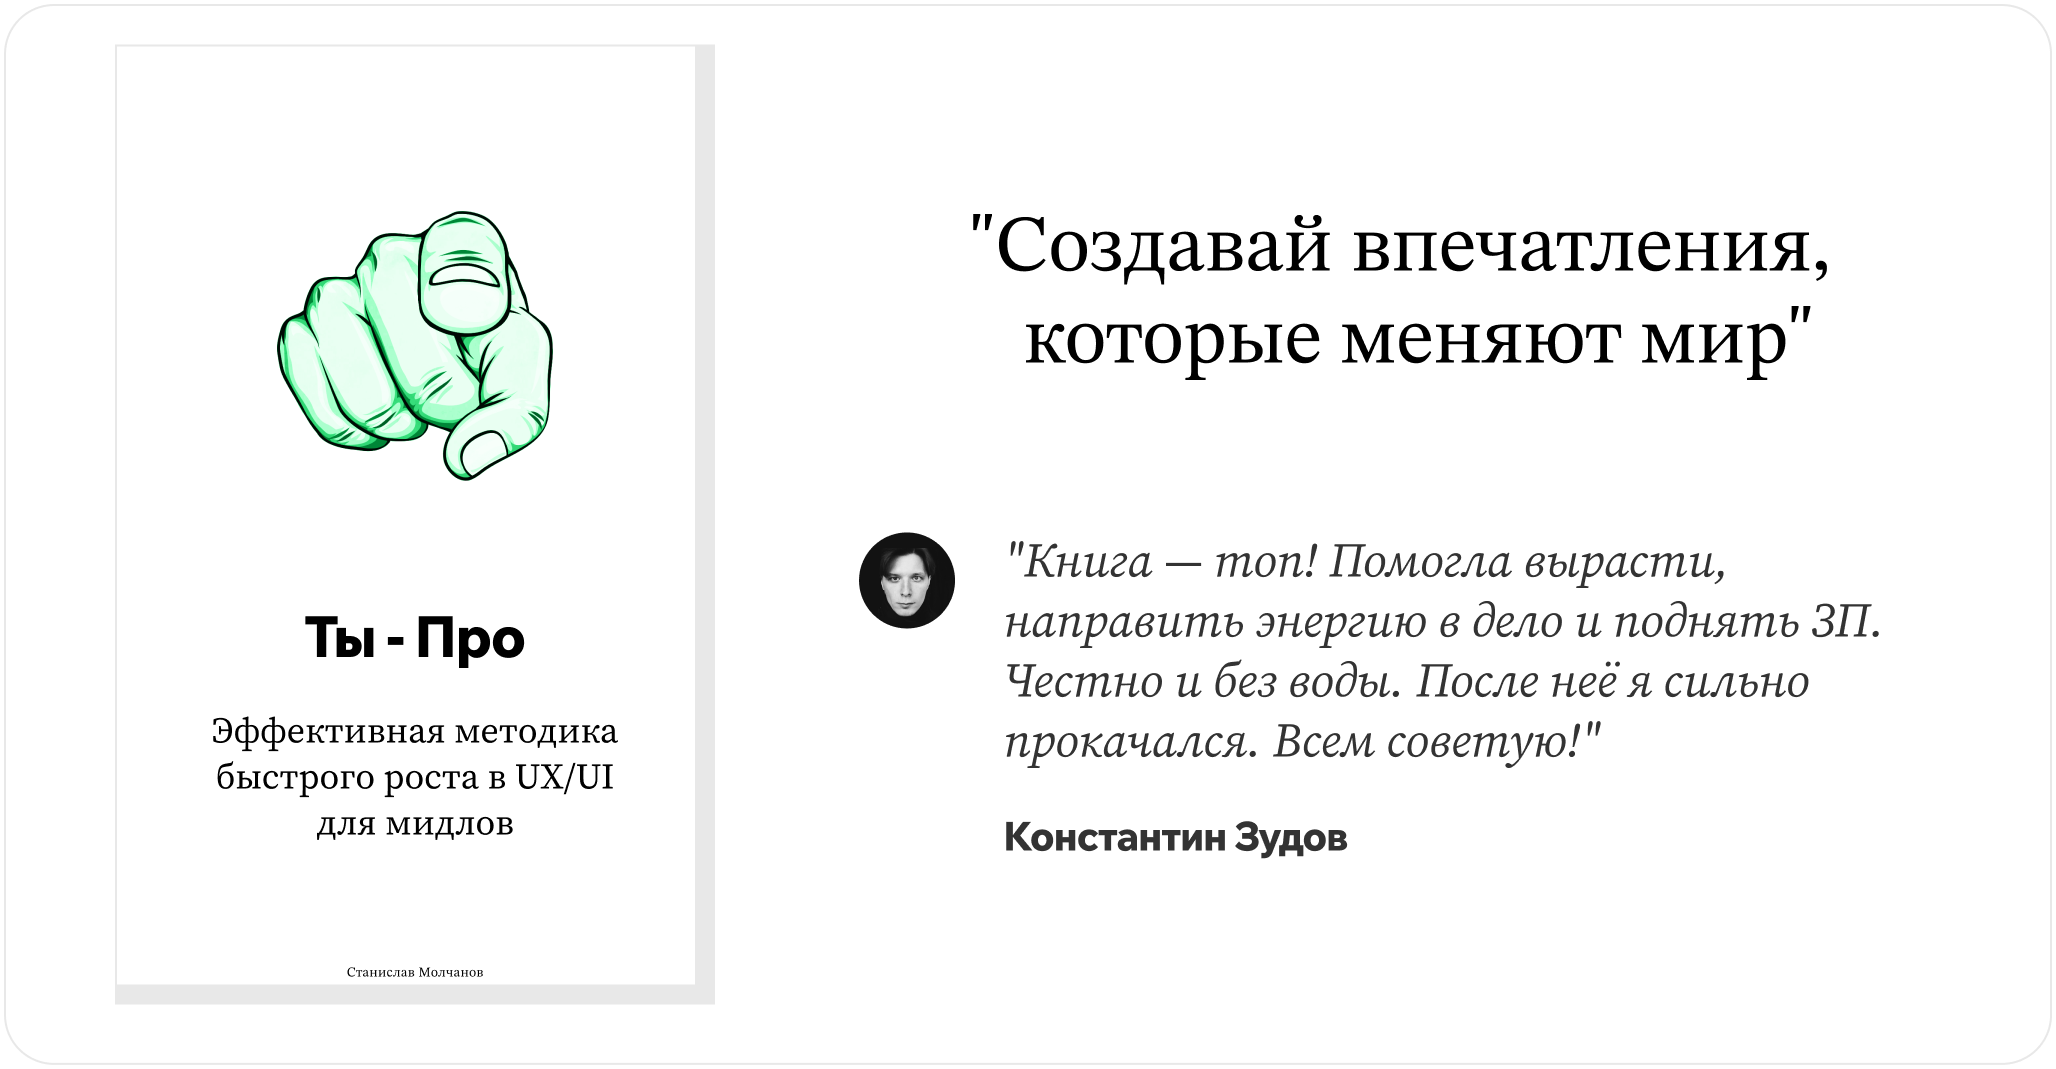 Ты - Про
Эффективная методика
быстрого роста в UX/UI
для мидлов
Станислав Молчанов
"Создавай впечатления,
которые меняют мир"
"Книга — топ! Помогла вырасти,
направить энергию в дело и поднять ЗП.
Честно и без воды. После неё я сильно
прокачался. Всем советую!"
Константин Зудов